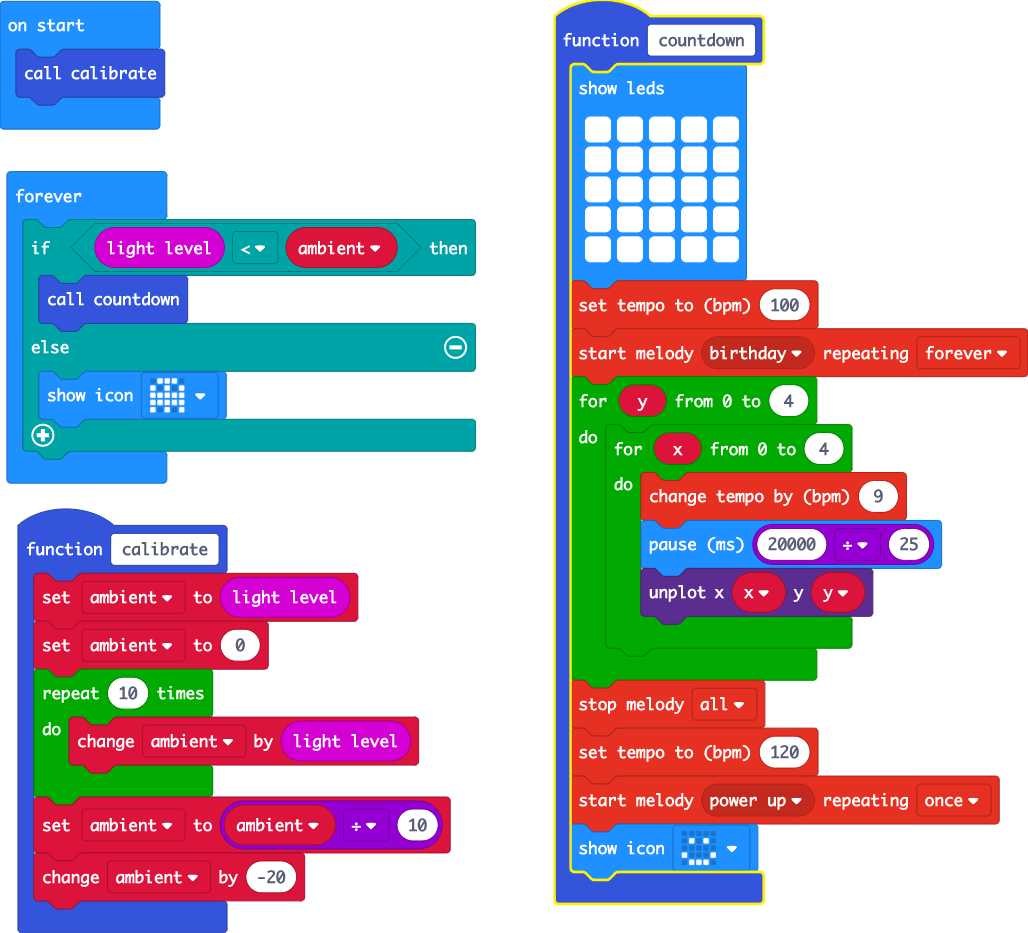 on start
call calibrate
forever
if light level < ambient then
call countdown
else
show icon
function calibrate
set ambient to light level
set ambient to 0
repeat 10 times
do change ambient by light level
set ambient to ambient ÷ 10
change ambient by -20
function countdown
show leds
set tempo to (bpm) 100
start melody birthday repeating forever
for y from 0 to 4
do for x from 0 to 4
do change tempo by (bpm) 9
pause (ms) 20000 ÷ 25
unplot x x y y
stop melody all
set tempo to (bpm) 120
start melody power up repeating once
show icon